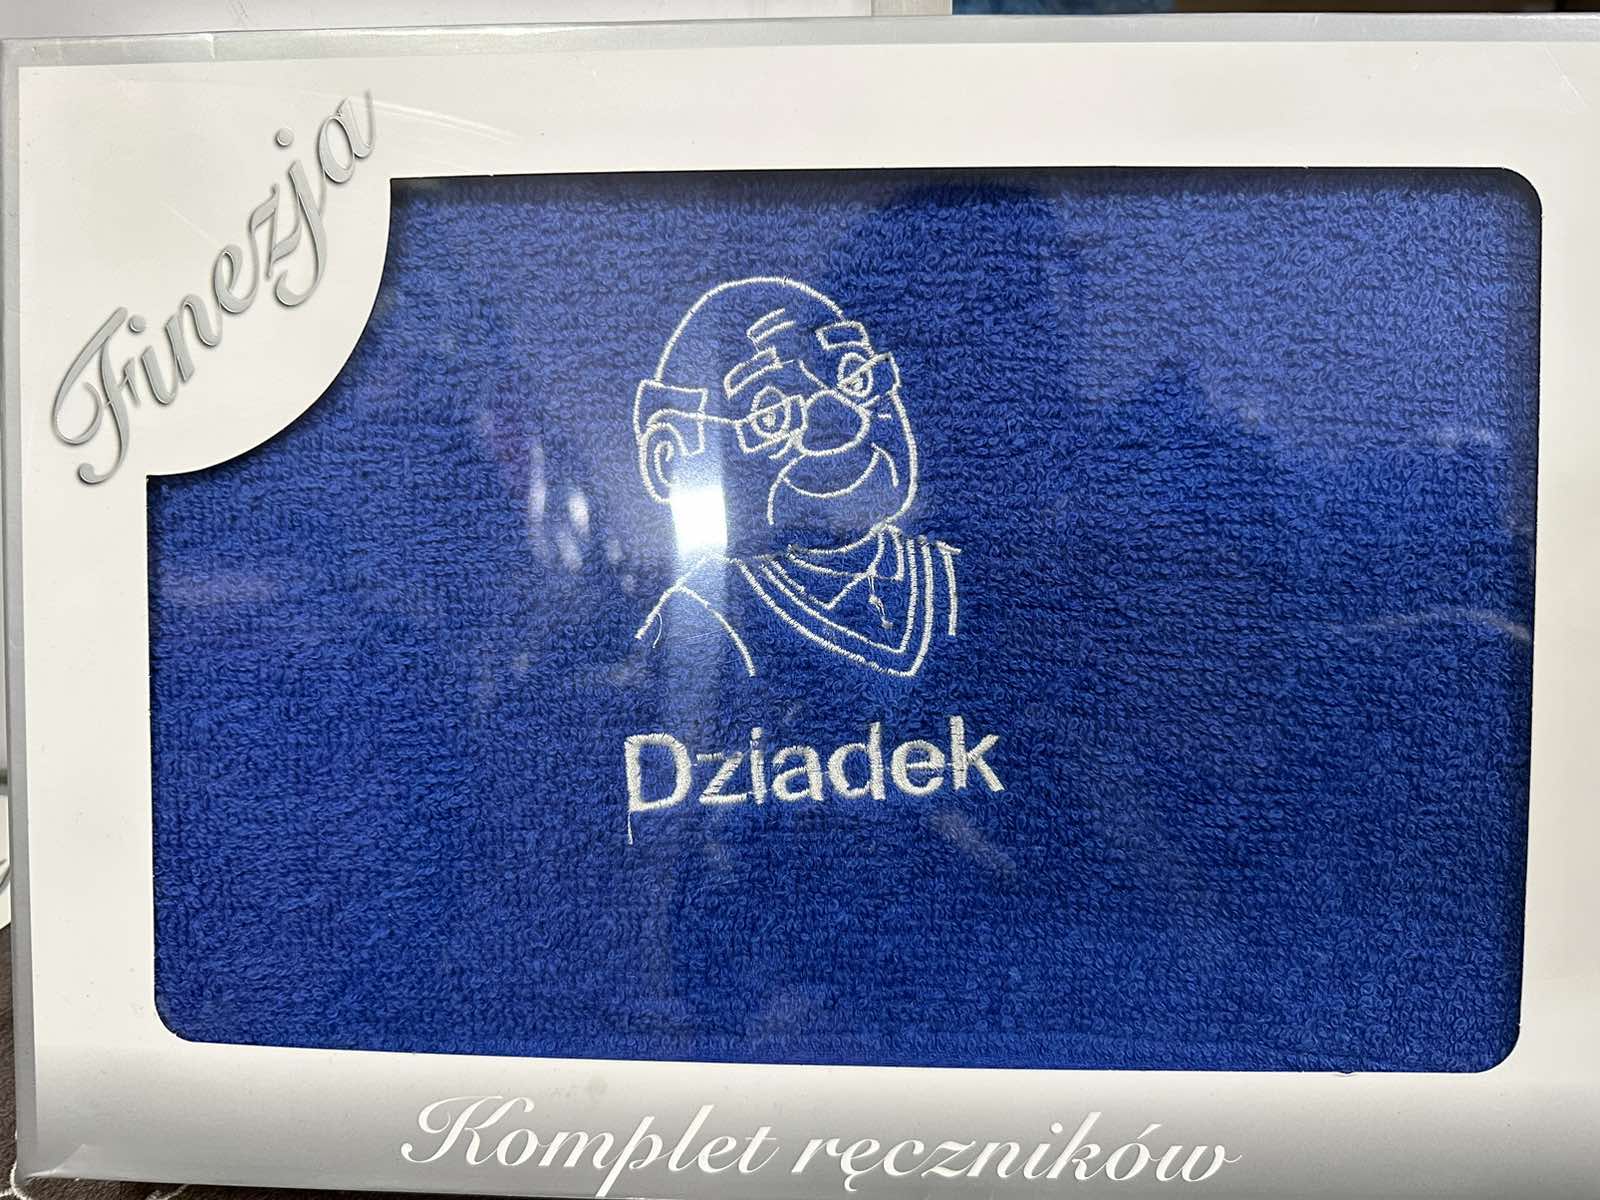 Finezja
Dziadek
Komplet ręczników